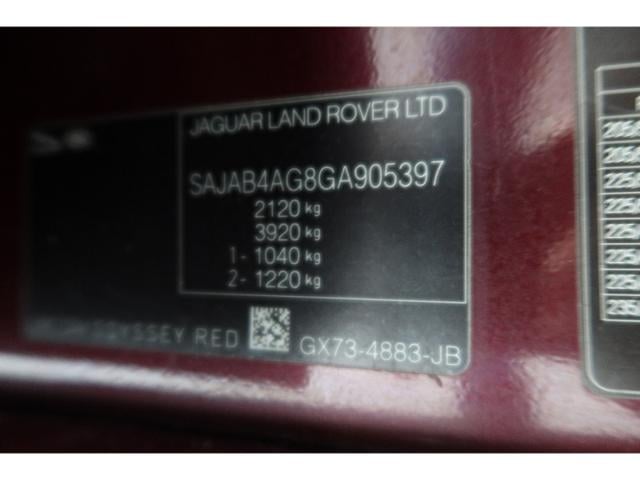 JAGUAR LAND ROVER LTD
SAJAB4AG8GA905397
2120 kg
3920 kg
1- 1040 kg
2- 1220 kg
ODYSSEY RED
GX73-4883-JB